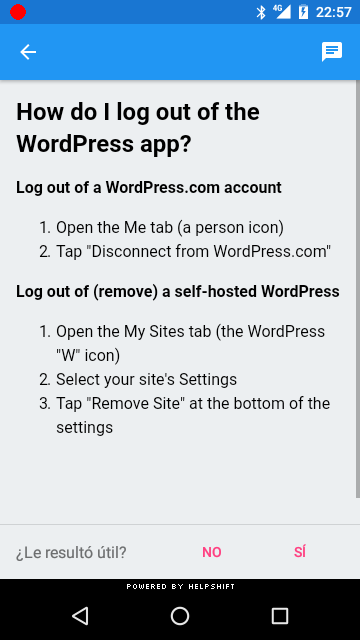 4G 22:57
How do I log out of the
WordPress app?
Log out of a WordPress.com account
1. Open the Me tab (a person icon)
2. Tap "Disconnect from WordPress.com"
Log out of (remove) a self-hosted WordPress
1. Open the My Sites tab (the WordPress
"W" icon)
2. Select your site's Settings
3. Tap "Remove Site" at the bottom of the
settings
¿Le resultó útil? NO SÍ
POWERED BY HELPSHIFT